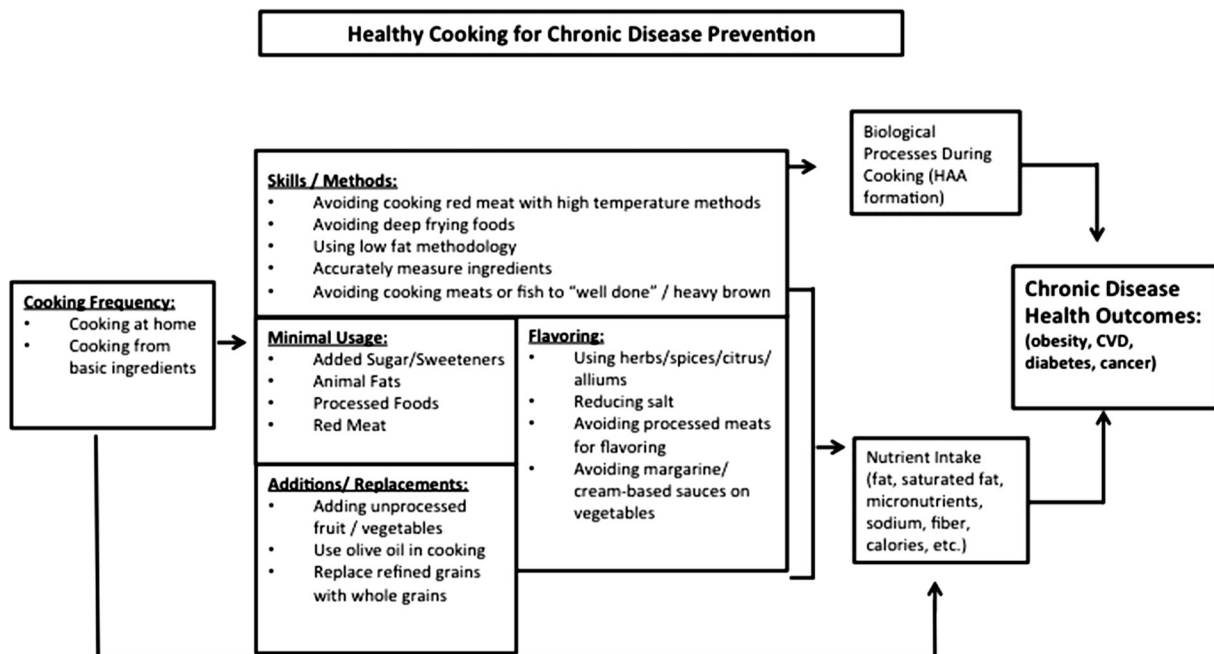 Healthy Cooking for Chronic Disease Prevention
Cooking Frequency:
• Cooking at home
• Cooking from
basic ingredients
Skills / Methods:
• Avoiding cooking red meat with high temperature methods
• Avoiding deep frying foods
• Using low fat methodology
• Accurately measure ingredients
• Avoiding cooking meats or fish to “well done” / heavy brown
Minimal Usage:
• Added Sugar/Sweeteners
• Animal Fats
• Processed Foods
• Red Meat
Additions/ Replacements:
• Adding unprocessed
fruit / vegetables
• Use olive oil in cooking
• Replace refined grains
with whole grains
Flavoring:
• Using herbs/spices/citrus/
alliums
• Reducing salt
• Avoiding processed meats
for flavoring
• Avoiding margarine/
cream-based sauces on
vegetables
Biological
Processes During
Cooking (HAA
formation)
Nutrient Intake
(fat, saturated fat,
micronutrients,
sodium, fiber,
calories, etc.)
Chronic Disease
Health Outcomes:
(obesity, CVD,
diabetes, cancer)